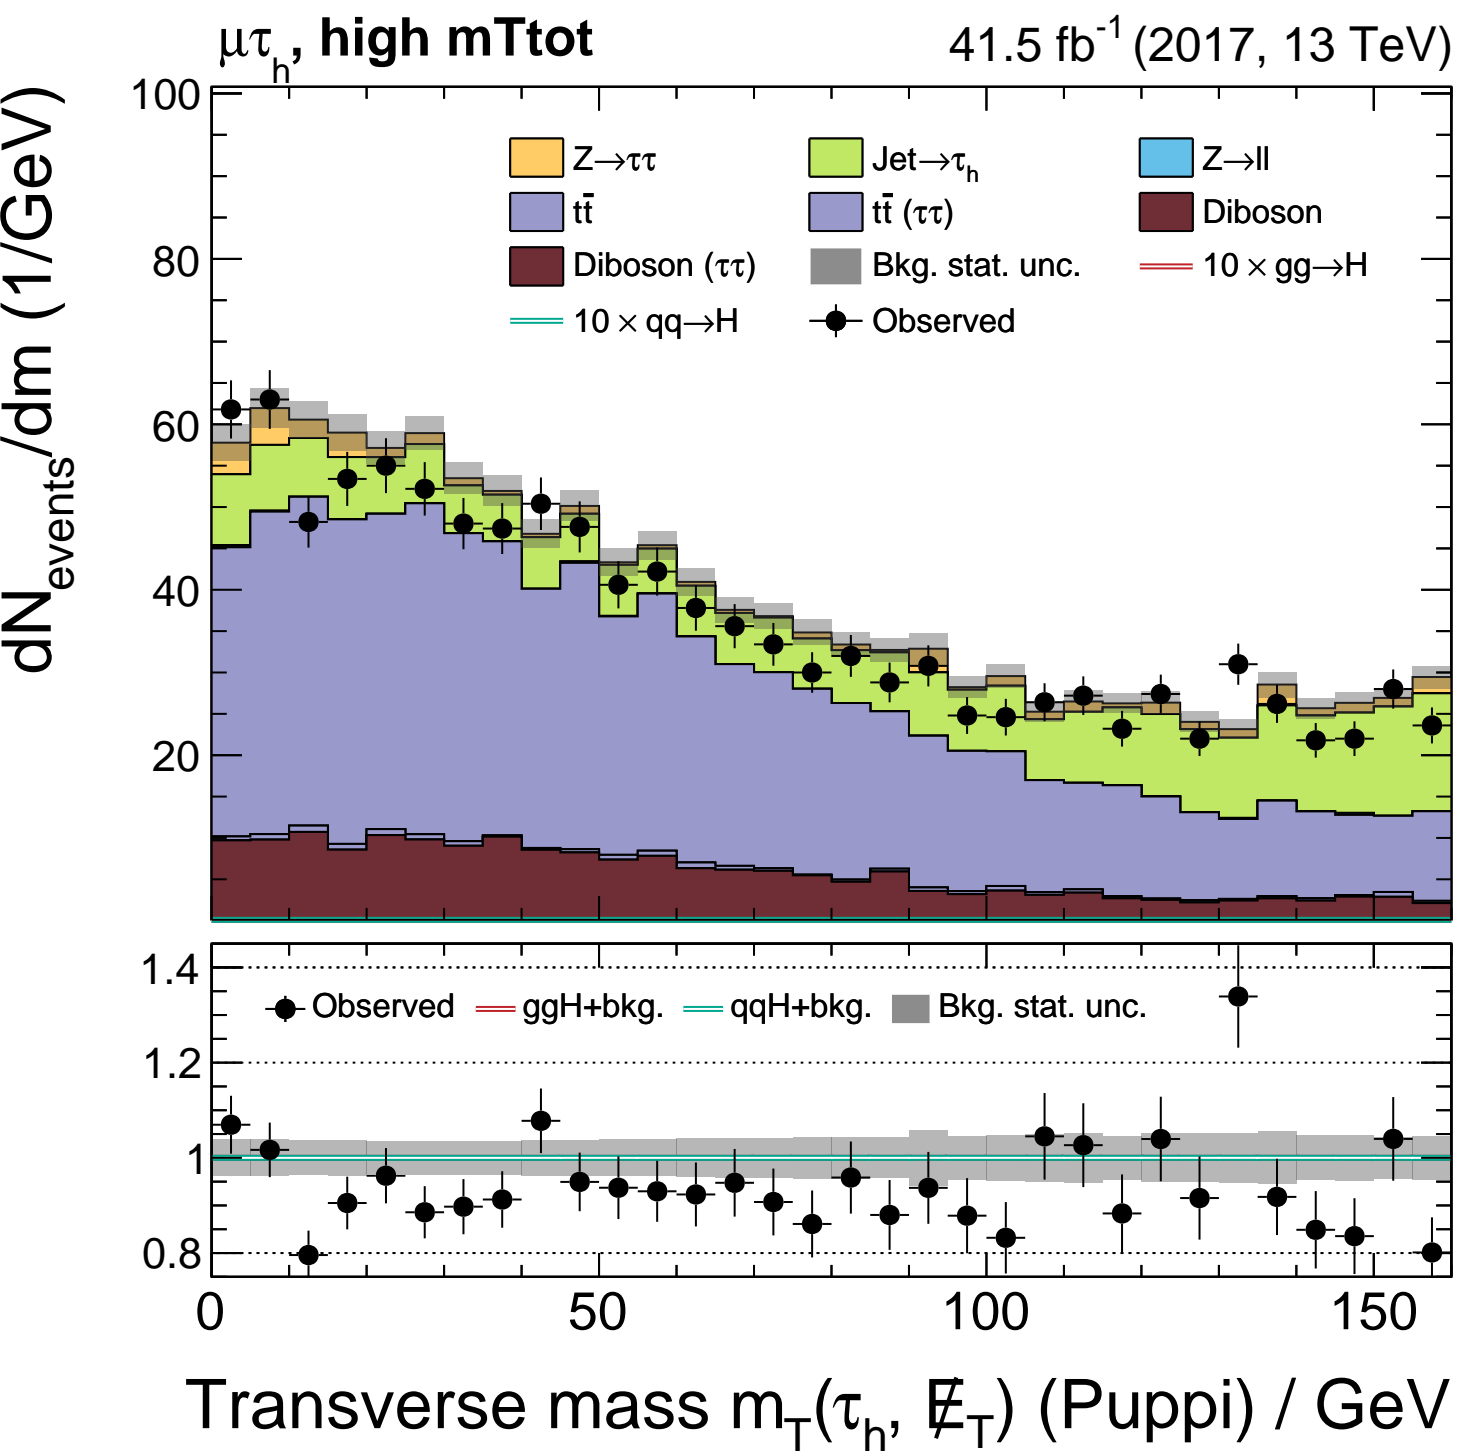 μτh, high mTtot 41.5 fb-1 (2017, 13 TeV)
dNevents/dm (1/GeV)
100
80
60
40
20
Z→ττ Jet→τh Z→ll
tt̄ tt̄ (ττ) Diboson
Diboson (ττ) Bkg. stat. unc. 10 × gg→H
10 × qq→H Observed
1.4
1.2
1
0.8
Observed ggH+bkg. qqH+bkg. Bkg. stat. unc.
0 50 100 150
Transverse mass mT(τh, E̸T) (Puppi) / GeV